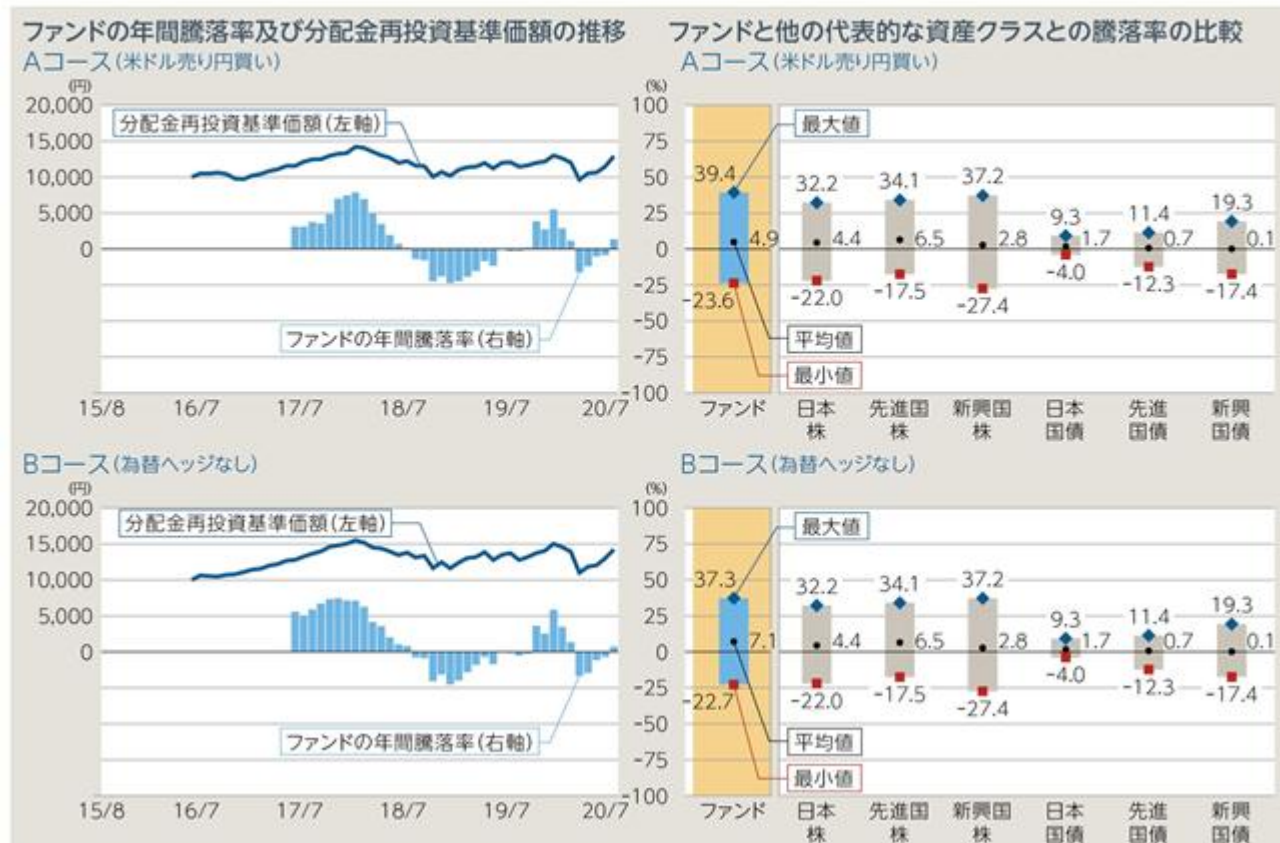 ファンドの年間騰落率及び分配金再投資基準価額の推移
Aコース(米ドル売り円買い)
(円)
20,000
15,000
10,000
5,000
0
分配金再投資基準価額(左軸)
ファンドの年間騰落率(右軸)
15/8 16/7 17/7 18/7 19/7 20/7
ファンドと他の代表的な資産クラスとの騰落率の比較
Aコース(米ドル売り円買い)
(%)
100
75
50
25
0
-25
-50
-75
-100
最大値
39.4 32.2 34.1 37.2 9.3 11.4 19.3
4.9 4.4 6.5 2.8 1.7 0.7 0.1
-23.6 -22.0 -17.5 -27.4 -4.0 -12.3 -17.4
平均値
最小値
ファンド 日本株 先進国株 新興国株 日本国債 先進国債 新興国債
Bコース(為替ヘッジなし)
(円)
20,000
15,000
10,000
5,000
0
分配金再投資基準価額(左軸)
ファンドの年間騰落率(右軸)
15/8 16/7 17/7 18/7 19/7 20/7
Bコース(為替ヘッジなし)
(%)
100
75
50
25
0
-25
-50
-75
-100
最大値
37.3 32.2 34.1 37.2 9.3 11.4 19.3
7.1 4.4 6.5 2.8 1.7 0.7 0.1
-22.7 -22.0 -17.5 -27.4 -4.0 -12.3 -17.4
平均値
最小値
ファンド 日本株 先進国株 新興国株 日本国債 先進国債 新興国債